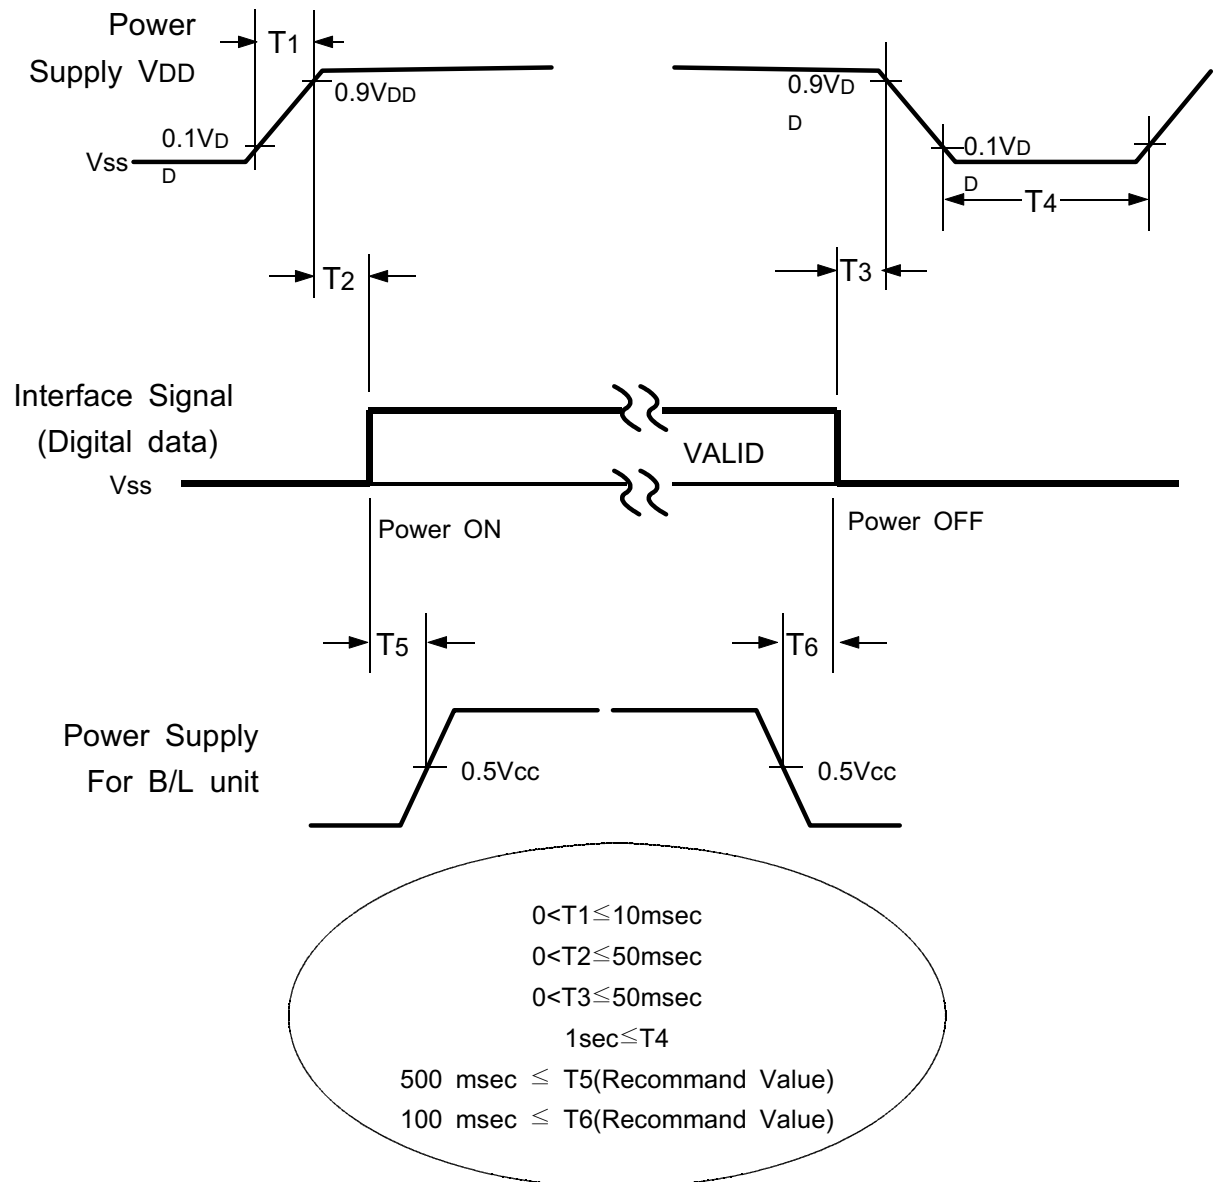 Power
Supply VDD
T1
0.9VDD
0.1VD
D
Vss
0.9VD
D
0.1VD
D
T4
T2
T3
Interface Signal
(Digital data)
Vss
VALID
Power ON
Power OFF
T5
T6
Power Supply
For B/L unit
0.5Vcc
0.5Vcc
0<T1≤10msec
0<T2≤50msec
0<T3≤50msec
1sec≤T4
500 msec ≤ T5(Recommand Value)
100 msec ≤ T6(Recommand Value)